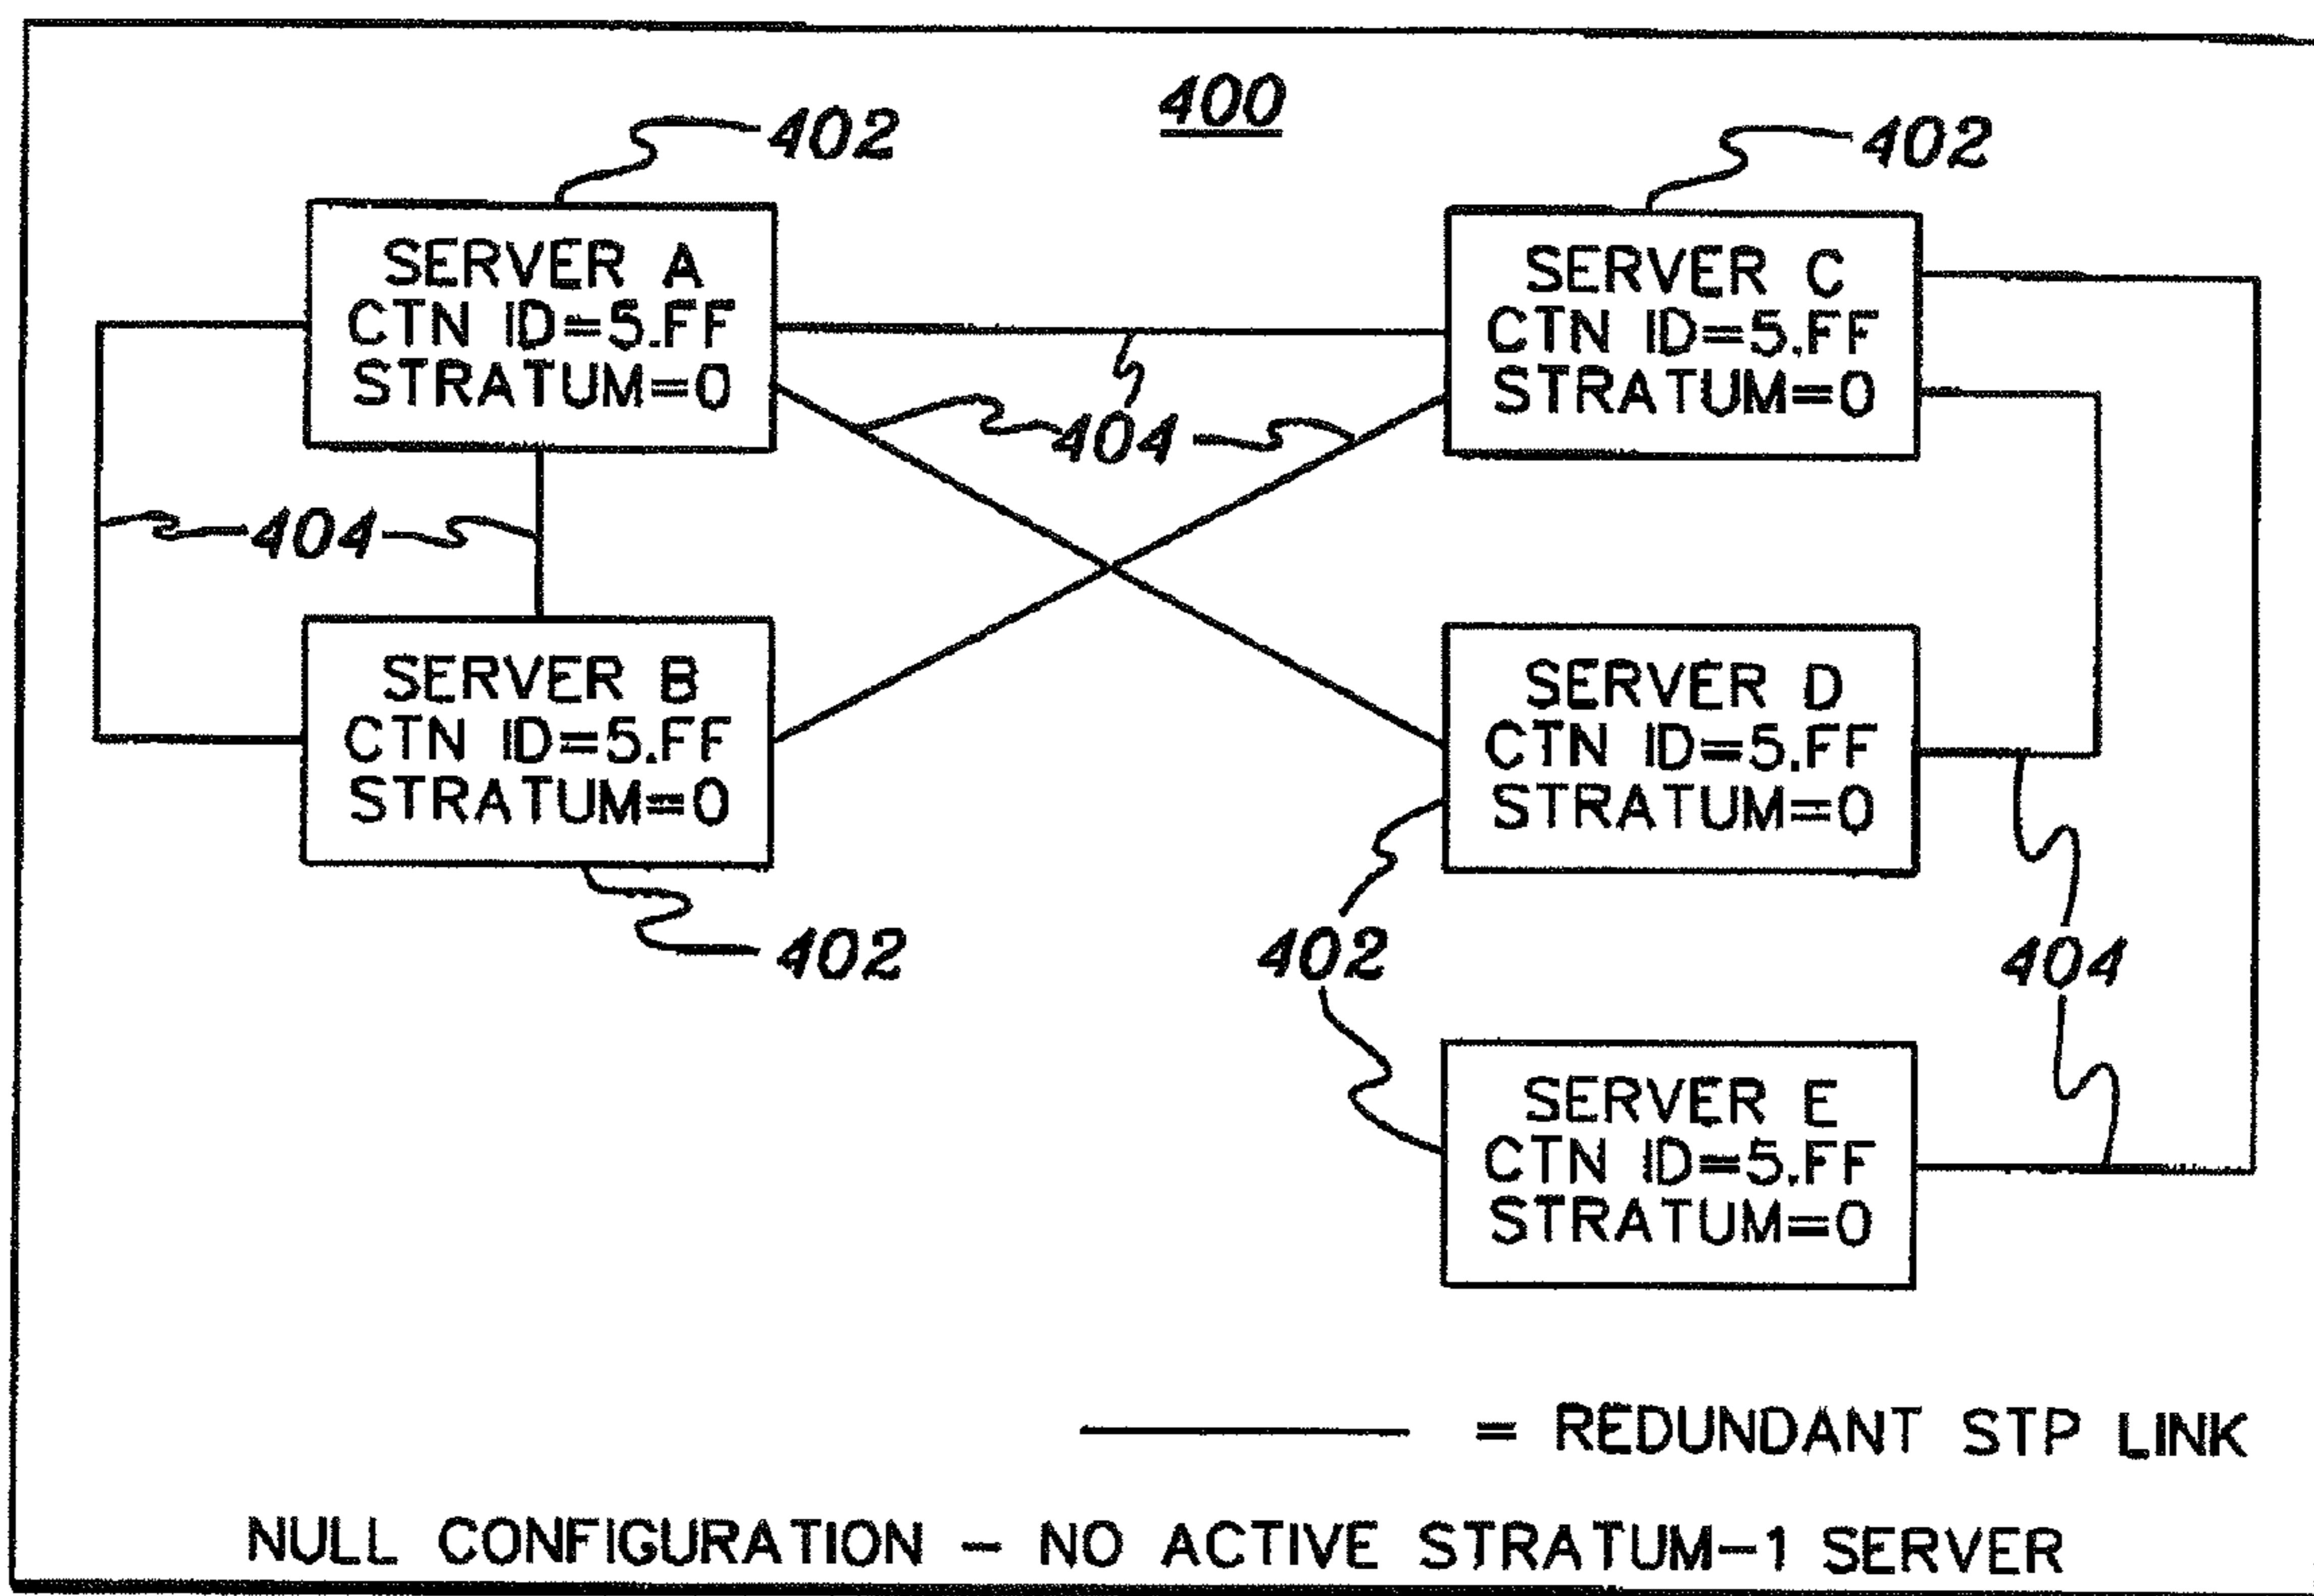 400
402
402
SERVER A
CTN ID=5.FF
STRATUM=0
SERVER C
CTN ID=5.FF
STRATUM=0
404
404
SERVER B
CTN ID=5.FF
STRATUM=0
SERVER D
CTN ID=5.FF
STRATUM=0
402
402
404
SERVER E
CTN ID=5.FF
STRATUM=0
= REDUNDANT STP LINK
NULL CONFIGURATION - NO ACTIVE STRATUM-1 SERVER